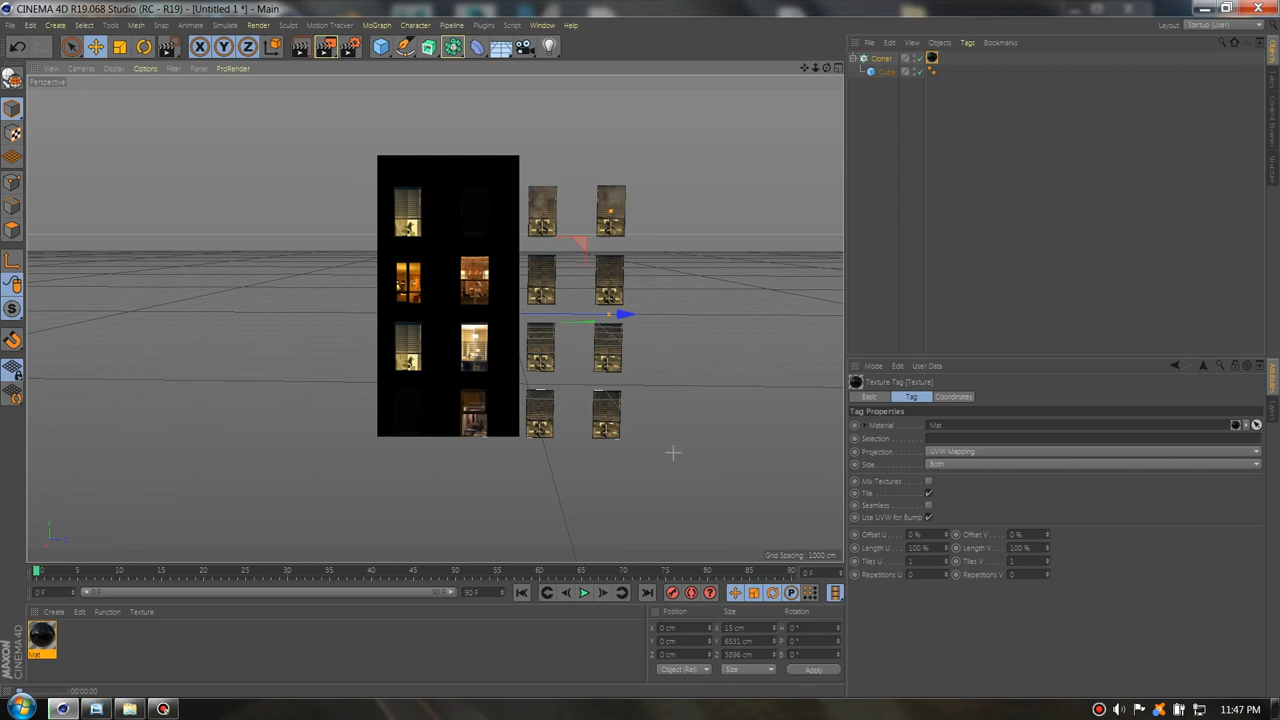 CINEMA 4D R19.068 Studio (RC - R19) - [Untitled 1 *] - Main
File Edit Create Select Tools Mesh Snap Animate Simulate Render Sculpt Motion Tracker MoGraph Character Pipeline Plugins Script Window Help
Layout: Startup (User)
View Cameras Display Options Filter Panel ProRender
Perspective
File Edit View Objects Tags Bookmarks
Cloner
Cube
Mode Edit User Data
Texture Tag [Texture]
Basic Tag Coordinates
Tag Properties
Material Mat
Selection
Projection UVW Mapping
Side Both
Mix Textures
Tile
Seamless
Use UVW for Bump
Offset U 0 % Offset V 0 %
Length U 100 % Length V 100 %
Tiles U 1 Tiles V 1
Repetitions U 0 Repetitions V 0
Grid Spacing : 1000 cm
0 5 10 15 20 25 30 35 40 45 50 55 60 65 70 75 80 85 90
0 F
0 F 0 F 90 F 90 F
Create Edit Function Texture
Mat
Position Size Rotation
X 0 cm X 15 cm H 0 °
Y 0 cm Y 6331 cm P 0 °
Z 0 cm Z 5896 cm B 0 °
Object (Rel) Size Apply
MAXON CINEMA 4D
00:00:00
11:47 PM